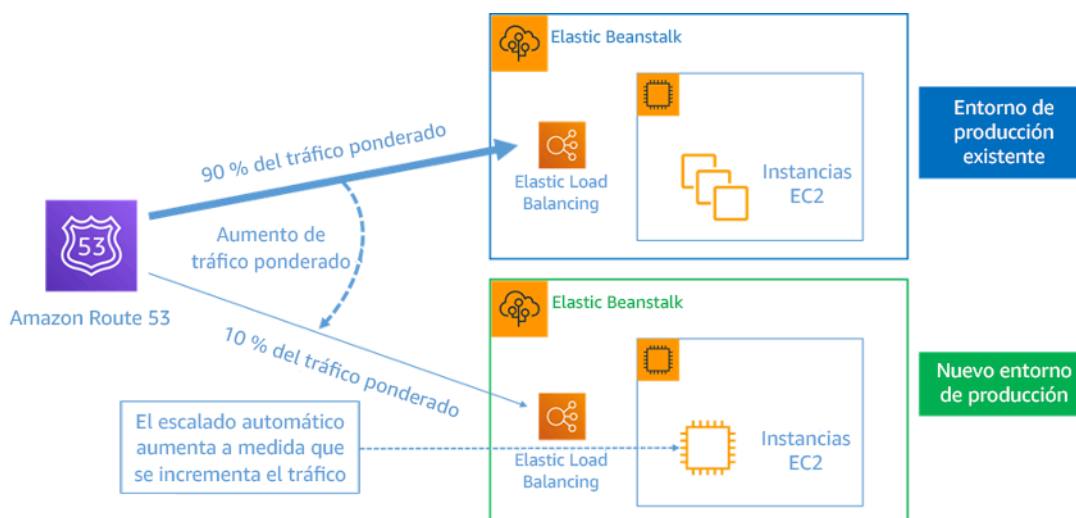 Elastic Beanstalk
Entorno de
producción
existente
90 % del tráfico ponderado
Elastic Load
Balancing
Instancias
EC2
53
Amazon Route 53
Aumento de
tráfico ponderado
10 % del tráfico ponderado
Elastic Beanstalk
Nuevo entorno
de producción
El escalado automático
aumenta a medida que
se incrementa el tráfico
Elastic Load
Balancing
Instancias
EC2